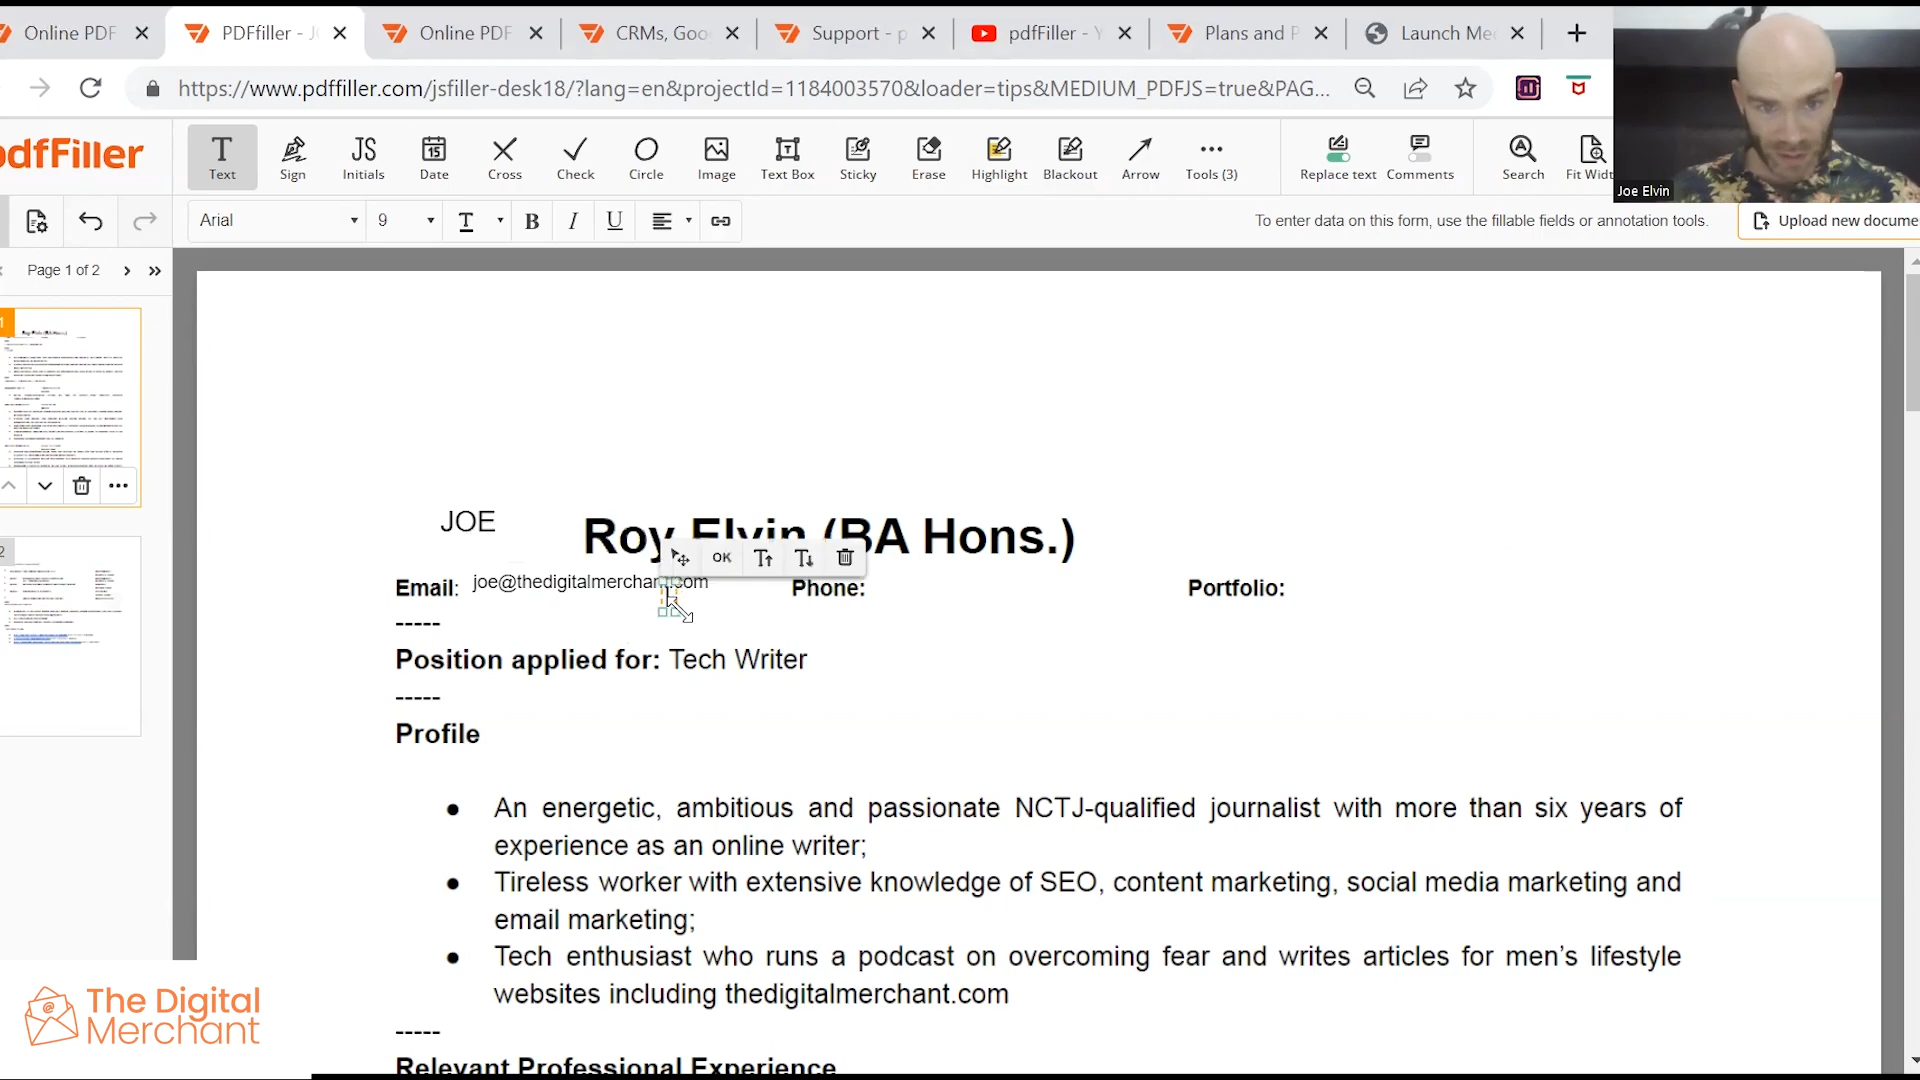 Online PDF
PDFfiller - J
Online PDF
CRMs, Goo
Support - p
pdfFiller - Y
Plans and P
Launch Me
https://www.pdffiller.com/jsfiller-desk18/?lang=en&projectId=1184003570&loader=tips&MEDIUM_PDFJS=true&PAG...
pdfFiller
Text
Sign
JS
Initials
15
Date
Cross
Check
Circle
Image
Text Box
Sticky
Erase
Highlight
Blackout
Arrow
Tools (3)
Replace text
Comments
Search
Fit Widt
Joe Elvin
Arial
9
B
I
U
To enter data on this form, use the fillable fields or annotation tools.
Upload new docume
Page 1 of 2
1
2
JOE
Roy Elvin (BA Hons.)
OK
Email: joe@thedigitalmerchant.com Phone: Portfolio:
-----
Position applied for: Tech Writer
-----
Profile
● An energetic, ambitious and passionate NCTJ-qualified journalist with more than six years of
experience as an online writer;
● Tireless worker with extensive knowledge of SEO, content marketing, social media marketing and
email marketing;
● Tech enthusiast who runs a podcast on overcoming fear and writes articles for men’s lifestyle
websites including thedigitalmerchant.com
-----
Relevant Professional Experience
The Digital
Merchant